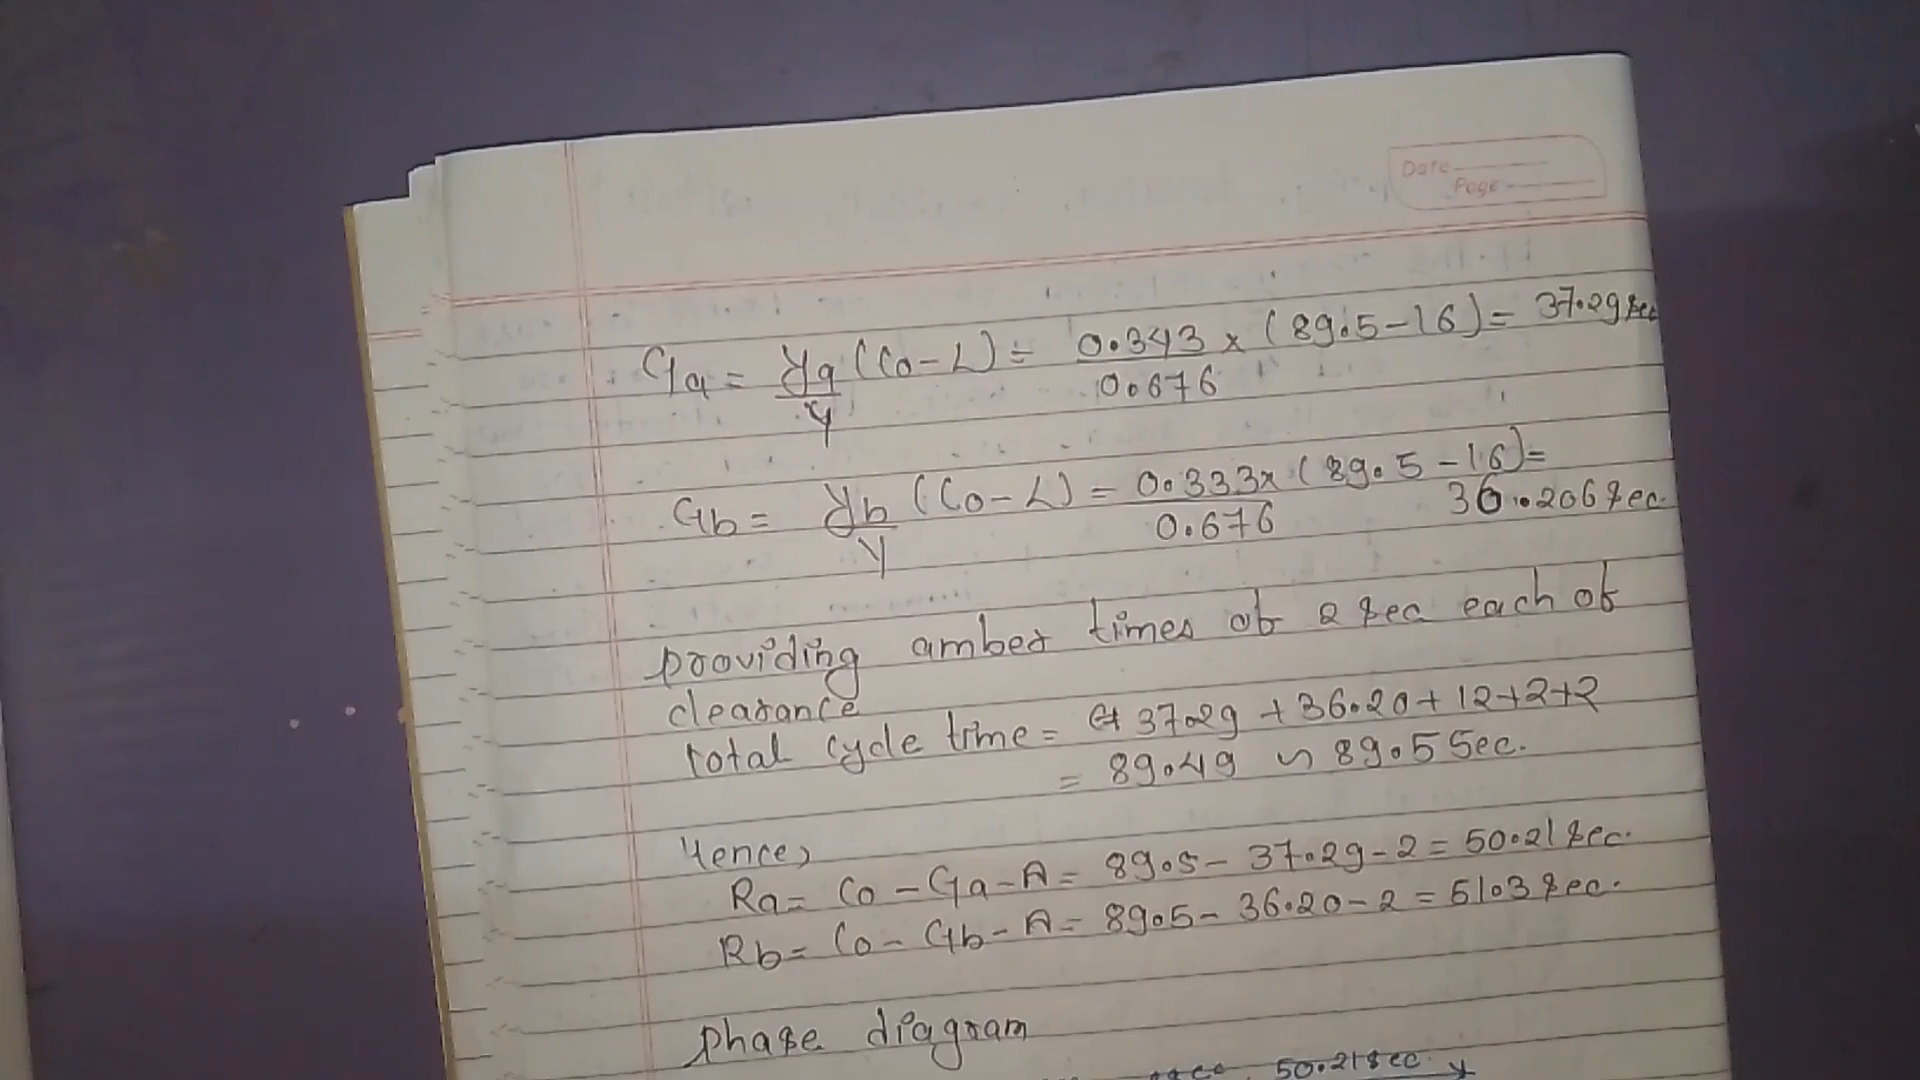 Date
Page
Ga = ya/y (Co - L) = 0.343/0.676 x (89.5 - 16) = 37.29 sec
Gb = yb/y (Co - L) = 0.333/0.676 x (89.5 - 16) =
36.206 sec.
providing amber times of 2 sec each of
clearance
total cycle time = 37.29 + 36.20 + 12 + 2 + 2
= 89.49 ∽ 89.5 Sec.
Hence,
Ra = Co - Ga - A = 89.5 - 37.29 - 2 = 50.21 sec.
Rb = Co - Gb - A = 89.5 - 36.20 - 2 = 51.3 sec.
phase diagram
50.21 sec